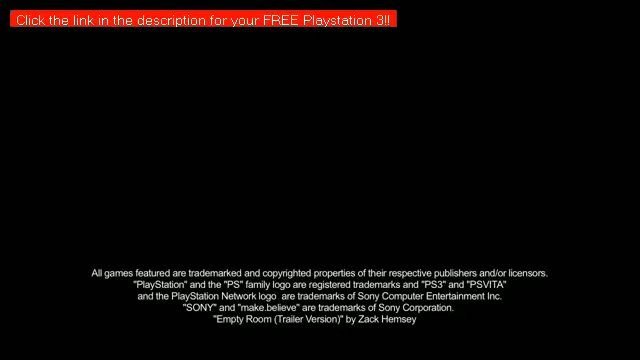 Click the link in the description for your FREE Playstation 3!!
All games featured are trademarked and copyrighted properties of their respective publishers and/or licensors.
"PlayStation" and the "PS" family logo are registered trademarks and "PS3" and "PSVITA"
and the PlayStation Network logo are trademarks of Sony Computer Entertainment Inc.
"SONY" and "make.believe" are trademarks of Sony Corporation.
"Empty Room (Trailer Version)" by Zack Hemsey